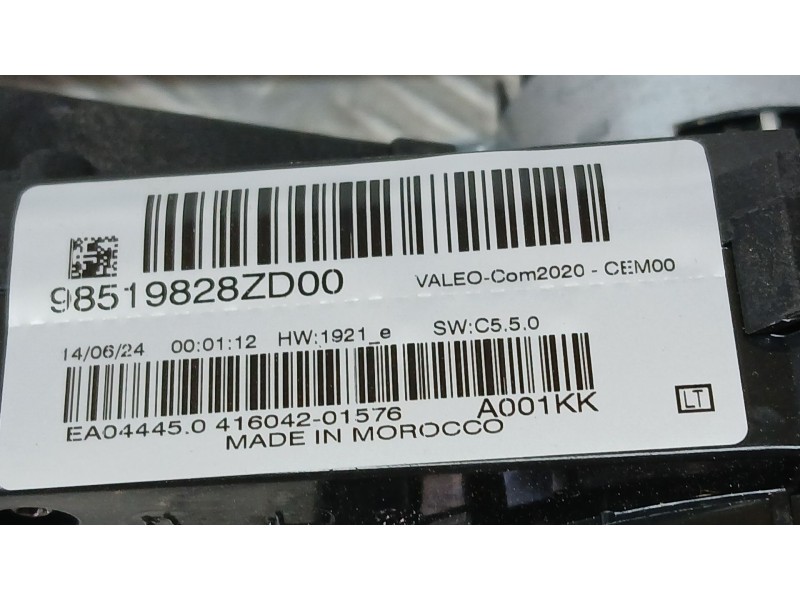 98519828ZD00 VALEO-Com2020 - CEM00
14/06/24 00:01:12 HW:1921_e SW:C5.5.0
EA04445.0 416042-01576 A001KK LT
MADE IN MOROCCO